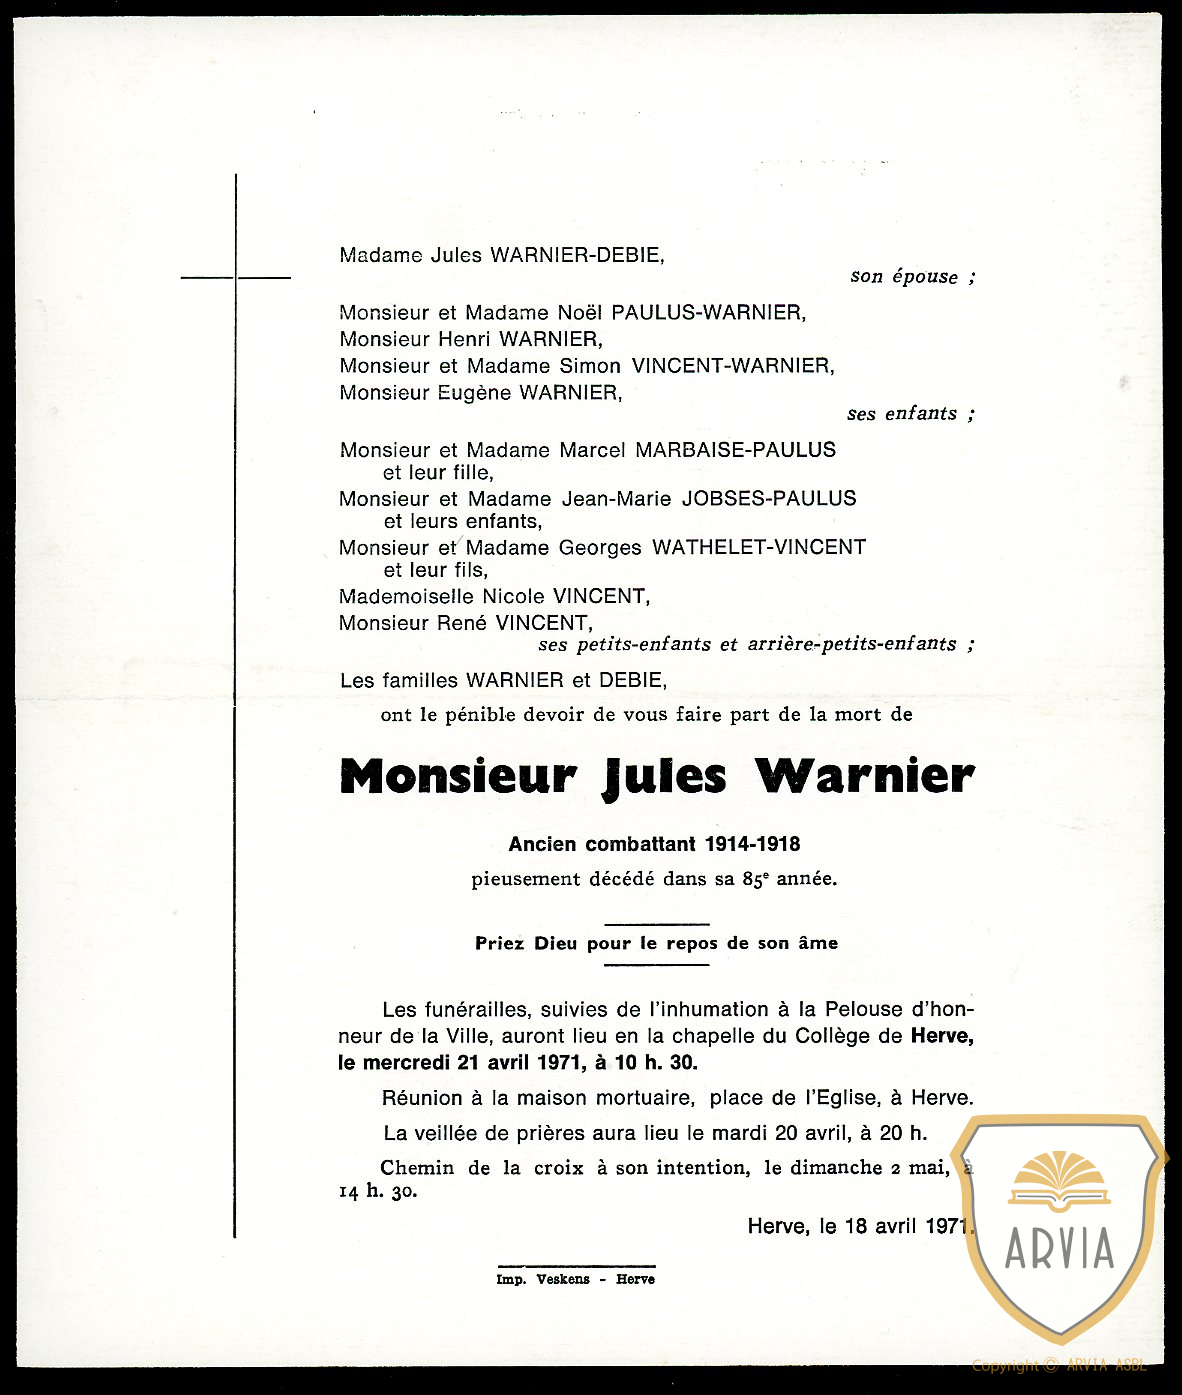 Madame Jules WARNIER-DEBIE,
son épouse ;
Monsieur et Madame Noël PAULUS-WARNIER,
Monsieur Henri WARNIER,
Monsieur et Madame Simon VINCENT-WARNIER,
Monsieur Eugène WARNIER,
ses enfants ;
Monsieur et Madame Marcel MARBAISE-PAULUS
et leur fille,
Monsieur et Madame Jean-Marie JOBSES-PAULUS
et leurs enfants,
Monsieur et Madame Georges WATHELET-VINCENT
et leur fils,
Mademoiselle Nicole VINCENT,
Monsieur René VINCENT,
ses petits-enfants et arrière-petits-enfants ;
Les familles WARNIER et DEBIE,
ont le pénible devoir de vous faire part de la mort de
Monsieur Jules Warnier
Ancien combattant 1914-1918
pieusement décédé dans sa 85e année.
Priez Dieu pour le repos de son âme
Les funérailles, suivies de l'inhumation à la Pelouse d'hon-
neur de la Ville, auront lieu en la chapelle du Collège de Herve,
le mercredi 21 avril 1971, à 10 h. 30.
Réunion à la maison mortuaire, place de l'Eglise, à Herve.
La veillée de prières aura lieu le mardi 20 avril, à 20 h.
Chemin de la croix à son intention, le dimanche 2 mai, à
14 h. 30.
Herve, le 18 avril 1971.
Imp. Veskens - Herve
ARVIA
Copyright © ARVIA ASBL